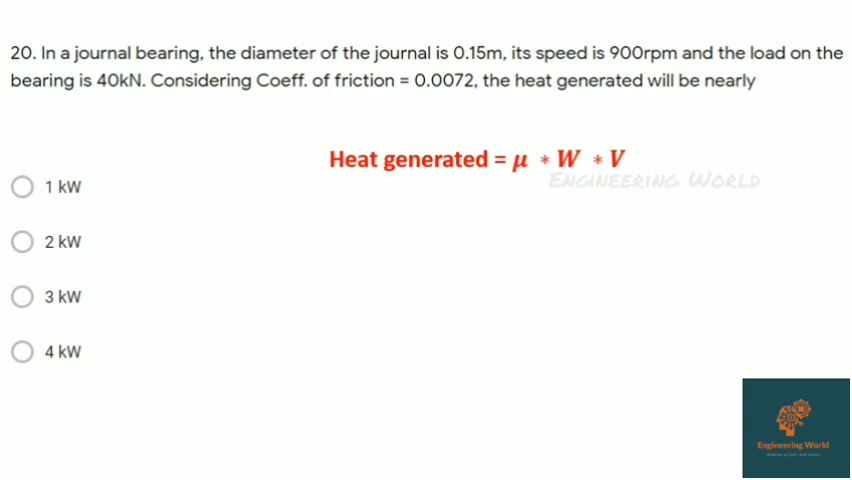 20. In a journal bearing, the diameter of the journal is 0.15m, its speed is 900rpm and the load on the
bearing is 40kN. Considering Coeff. of friction = 0.0072, the heat generated will be nearly
Heat generated = μ * W * V
Engineering World
1 kW
2 kW
3 kW
4 kW
Engineering World